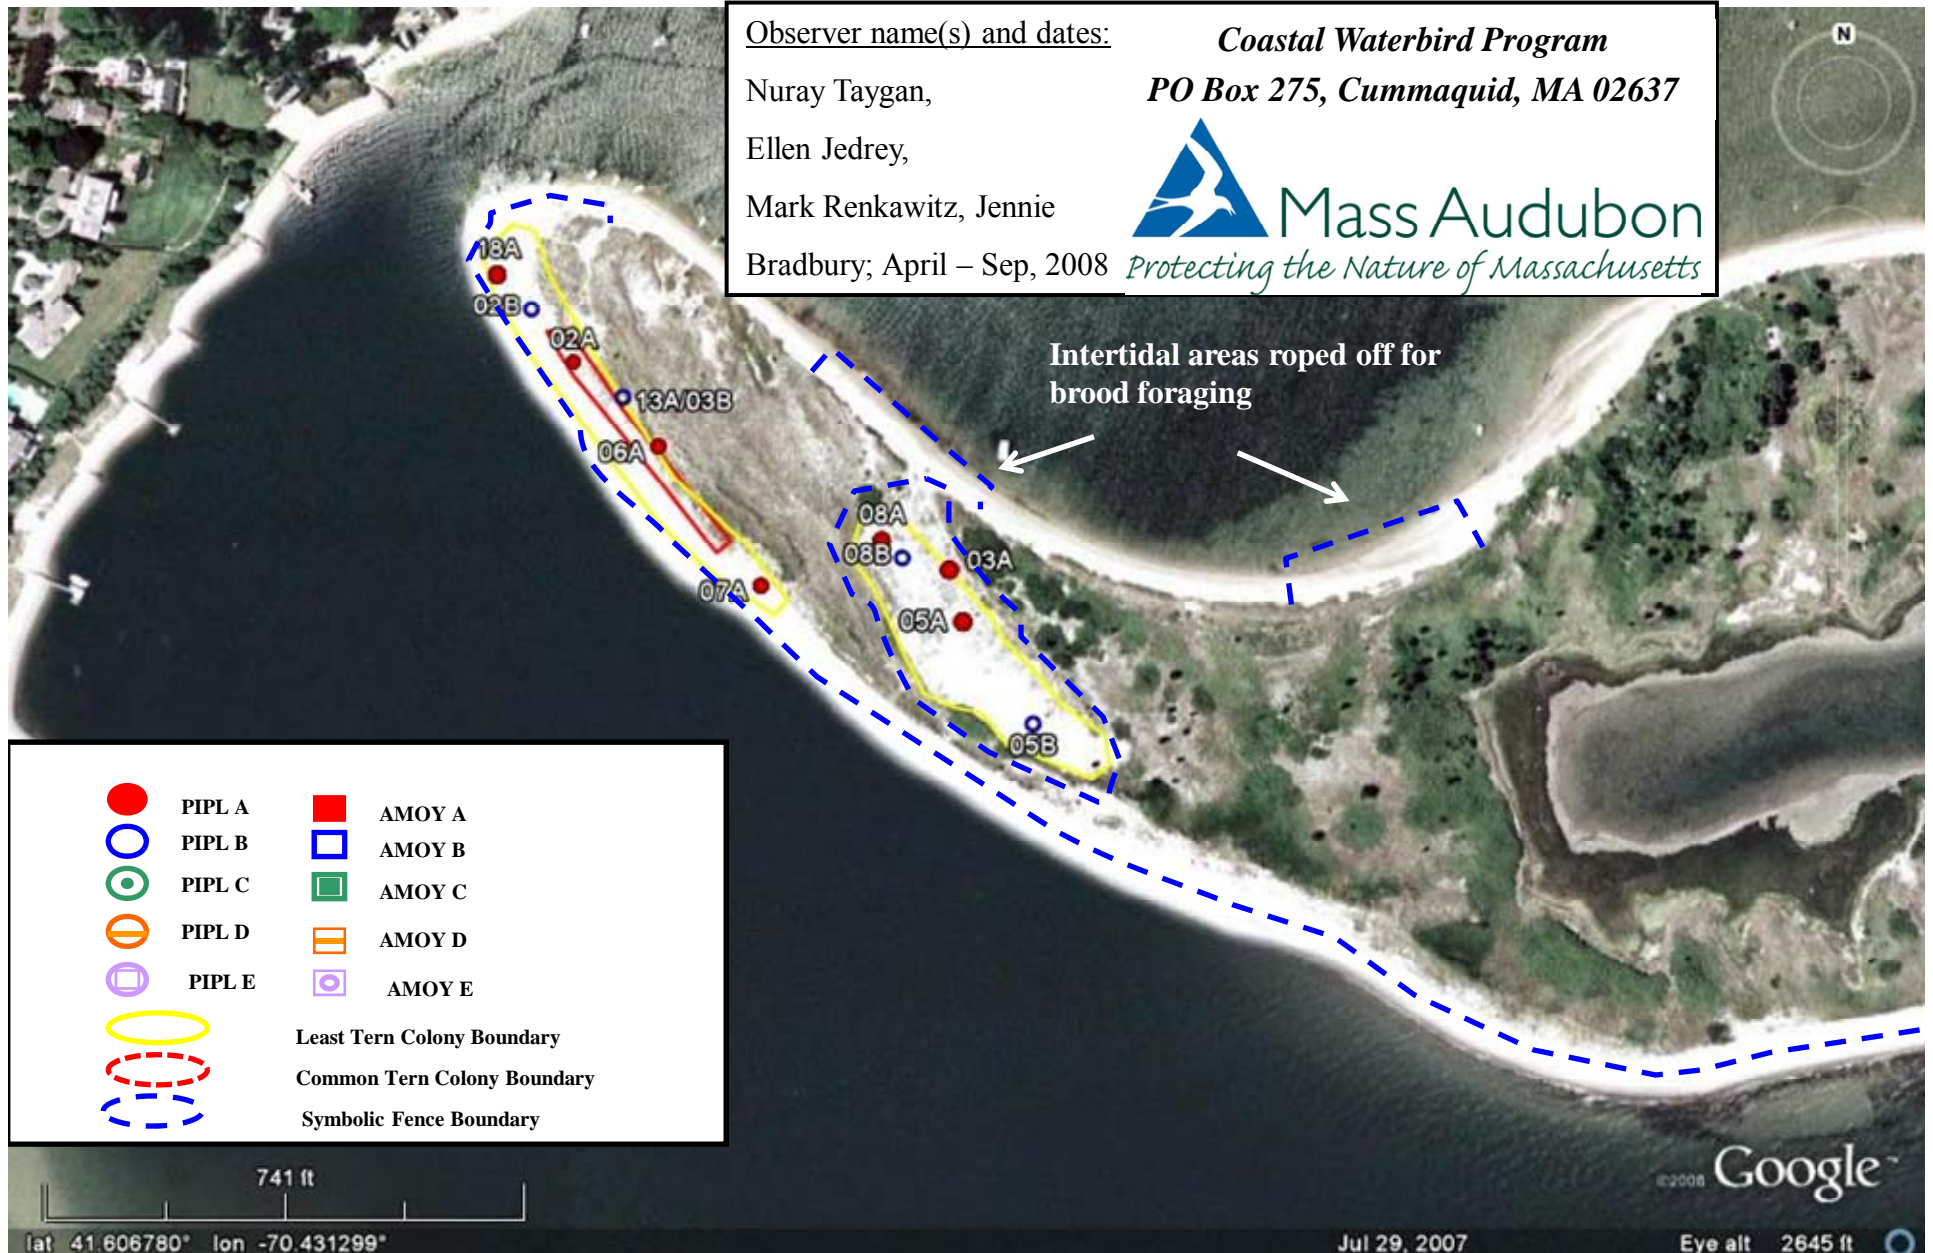 Observer name(s) and dates:
Nuray Taygan,
Ellen Jedrey,
Mark Renkawitz, Jennie
Bradbury; April – Sep, 2008
Coastal Waterbird Program
PO Box 275, Cummaquid, MA 02637
Mass Audubon
Protecting the Nature of Massachusetts
N
18A
02B
02A
13A/03B
06A
07A
Intertidal areas roped off for
brood foraging
08A
08B
03A
05A
05B
PIPL A
AMOY A
PIPL B
AMOY B
PIPL C
AMOY C
PIPL D
AMOY D
PIPL E
AMOY E
Least Tern Colony Boundary
Common Tern Colony Boundary
Symbolic Fence Boundary
741 ft
©2008 Google™
lat 41.606780° lon -70.431299°
Jul 29, 2007
Eye alt 2645 ft